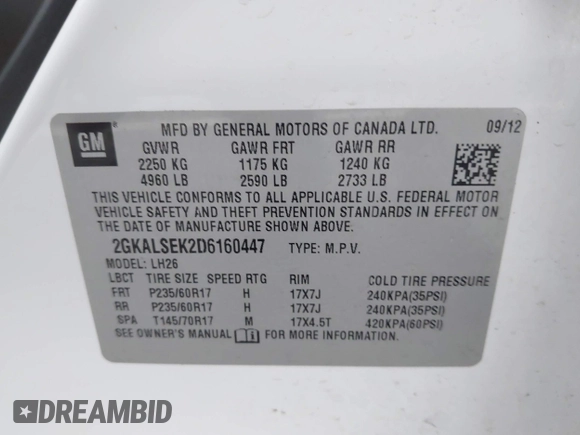 GM ® MFD BY GENERAL MOTORS OF CANADA LTD. 09/12
GVWR GAWR FRT GAWR RR
2250 KG 1175 KG 1240 KG
4960 LB 2590 LB 2733 LB
THIS VEHICLE CONFORMS TO ALL APPLICABLE U.S. FEDERAL MOTOR
VEHICLE SAFETY AND THEFT PREVENTION STANDARDS IN EFFECT ON
THE DATE OF MANUFACTURE SHOWN ABOVE.
2GKALSEK2D6160447 TYPE: M.P.V.
MODEL: LH26
LBCT TIRE SIZE SPEED RTG RIM COLD TIRE PRESSURE
FRT P235/60R17 H 17X7J 240KPA(35PSI)
RR P235/60R17 H 17X7J 240KPA(35PSI)
SPA T145/70R17 M 17X4.5T 420KPA(60PSI)
SEE OWNER'S MANUAL FOR MORE INFORMATION.
DREAMBID